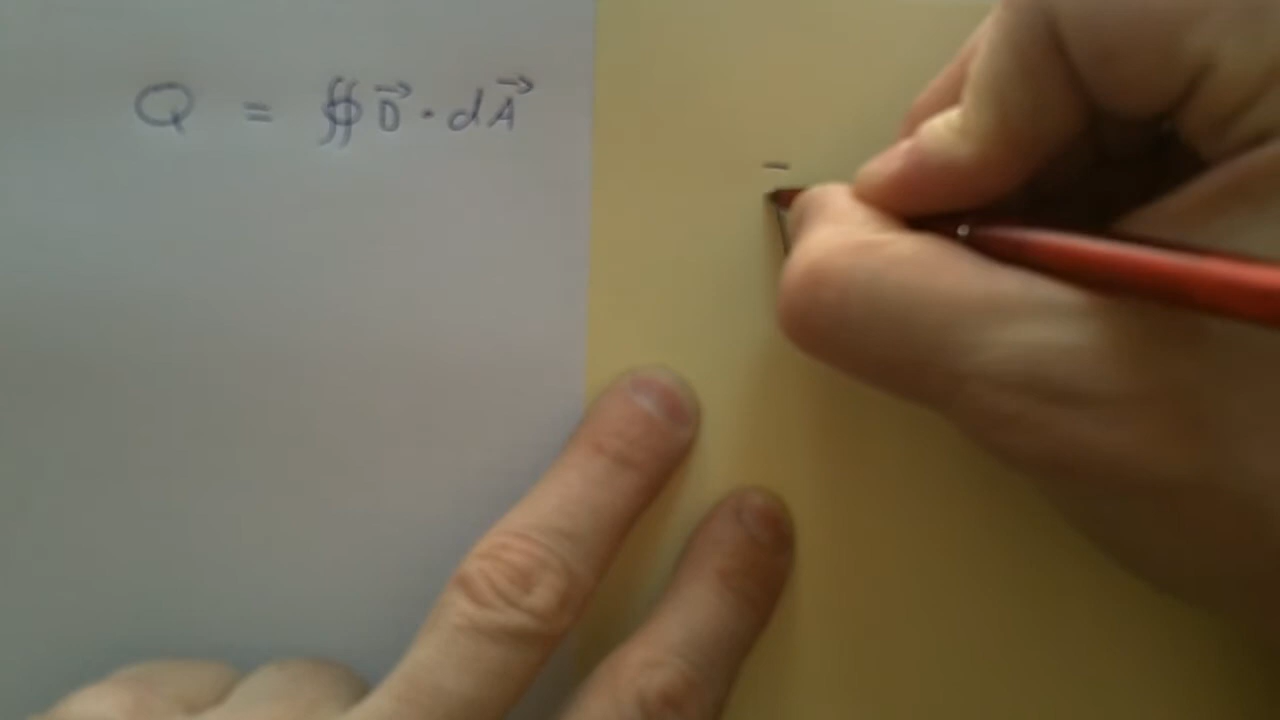 Q = ∯ D⃗ · dA⃗